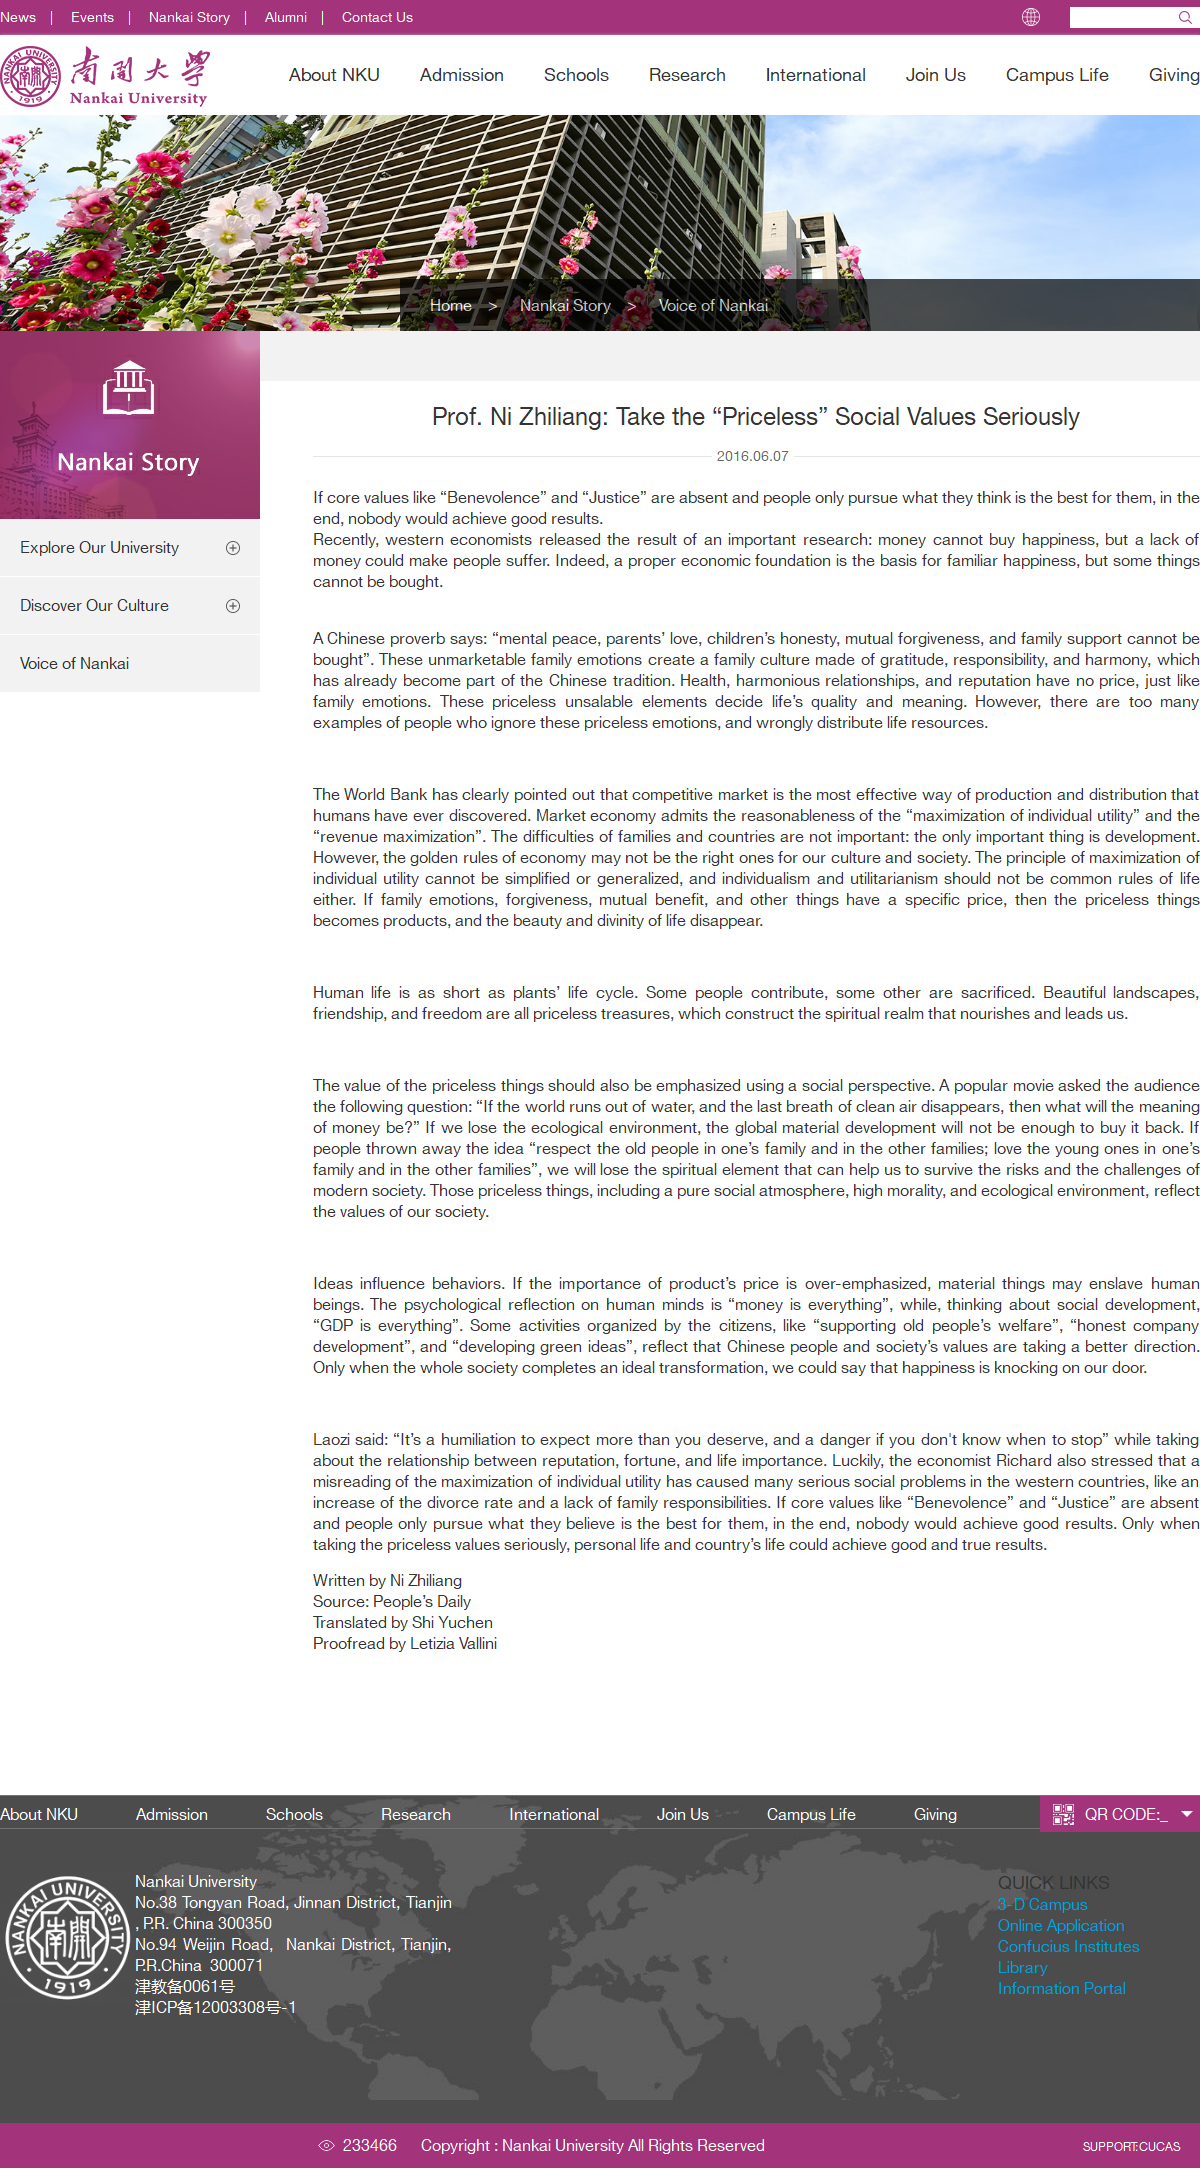 News | Events | Nankai Story | Alumni | Contact Us
NANKAI UNIVERSITY
1919
南開大學
Nankai University
About NKU Admission Schools Research International Join Us Campus Life Giving
Home > Nankai Story > Voice of Nankai
Nankai Story
Explore Our University
Discover Our Culture
Voice of Nankai
Prof. Ni Zhiliang: Take the “Priceless” Social Values Seriously
2016.06.07
If core values like “Benevolence” and “Justice” are absent and people only pursue what they think is the best for them, in the
end, nobody would achieve good results.
Recently, western economists released the result of an important research: money cannot buy happiness, but a lack of
money could make people suffer. Indeed, a proper economic foundation is the basis for familiar happiness, but some things
cannot be bought.
A Chinese proverb says: “mental peace, parents’ love, children’s honesty, mutual forgiveness, and family support cannot be
bought”. These unmarketable family emotions create a family culture made of gratitude, responsibility, and harmony, which
has already become part of the Chinese tradition. Health, harmonious relationships, and reputation have no price, just like
family emotions. These priceless unsalable elements decide life’s quality and meaning. However, there are too many
examples of people who ignore these priceless emotions, and wrongly distribute life resources.
The World Bank has clearly pointed out that competitive market is the most effective way of production and distribution that
humans have ever discovered. Market economy admits the reasonableness of the “maximization of individual utility” and the
“revenue maximization”. The difficulties of families and countries are not important: the only important thing is development.
However, the golden rules of economy may not be the right ones for our culture and society. The principle of maximization of
individual utility cannot be simplified or generalized, and individualism and utilitarianism should not be common rules of life
either. If family emotions, forgiveness, mutual benefit, and other things have a specific price, then the priceless things
becomes products, and the beauty and divinity of life disappear.
Human life is as short as plants’ life cycle. Some people contribute, some other are sacrificed. Beautiful landscapes,
friendship, and freedom are all priceless treasures, which construct the spiritual realm that nourishes and leads us.
The value of the priceless things should also be emphasized using a social perspective. A popular movie asked the audience
the following question: “If the world runs out of water, and the last breath of clean air disappears, then what will the meaning
of money be?” If we lose the ecological environment, the global material development will not be enough to buy it back. If
people thrown away the idea “respect the old people in one’s family and in the other families; love the young ones in one’s
family and in the other families”, we will lose the spiritual element that can help us to survive the risks and the challenges of
modern society. Those priceless things, including a pure social atmosphere, high morality, and ecological environment, reflect
the values of our society.
Ideas influence behaviors. If the importance of product’s price is over-emphasized, material things may enslave human
beings. The psychological reflection on human minds is “money is everything”, while, thinking about social development,
“GDP is everything”. Some activities organized by the citizens, like “supporting old people’s welfare”, “honest company
development”, and “developing green ideas”, reflect that Chinese people and society’s values are taking a better direction.
Only when the whole society completes an ideal transformation, we could say that happiness is knocking on our door.
Laozi said: “It’s a humiliation to expect more than you deserve, and a danger if you don't know when to stop” while taking
about the relationship between reputation, fortune, and life importance. Luckily, the economist Richard also stressed that a
misreading of the maximization of individual utility has caused many serious social problems in the western countries, like an
increase of the divorce rate and a lack of family responsibilities. If core values like “Benevolence” and “Justice” are absent
and people only pursue what they believe is the best for them, in the end, nobody would achieve good results. Only when
taking the priceless values seriously, personal life and country’s life could achieve good and true results.
Written by Ni Zhiliang
Source: People’s Daily
Translated by Shi Yuchen
Proofread by Letizia Vallini
About NKU Admission Schools Research International Join Us Campus Life Giving QR CODE:_
NANKAI UNIVERSITY
南開
1919
Nankai University
No.38 Tongyan Road, Jinnan District, Tianjin
, P.R. China 300350
No.94 Weijin Road, Nankai District, Tianjin,
P.R.China 300071
津教备0061号
津ICP备12003308号-1
QUICK LINKS
3-D Campus
Online Application
Confucius Institutes
Library
Information Portal
233466 Copyright : Nankai University All Rights Reserved SUPPORT:CUCAS